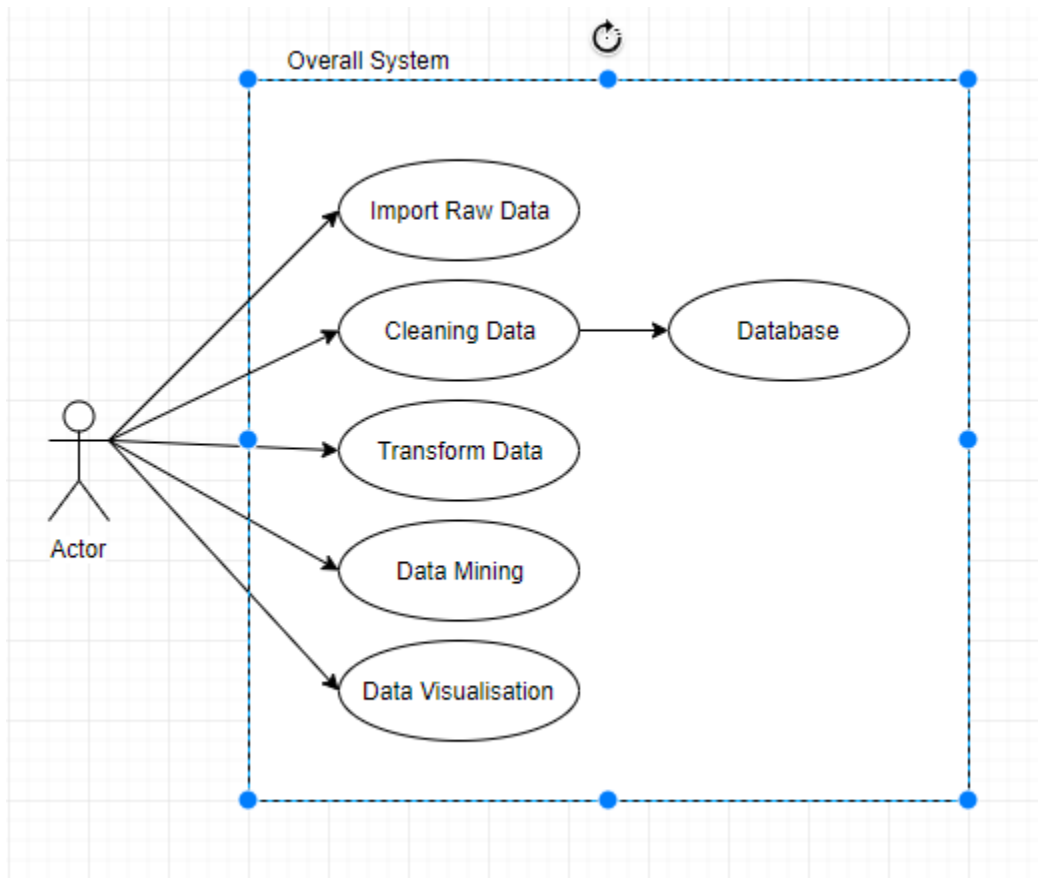 Overall System
Import Raw Data
Cleaning Data
Database
Transform Data
Actor
Data Mining
Data Visualisation